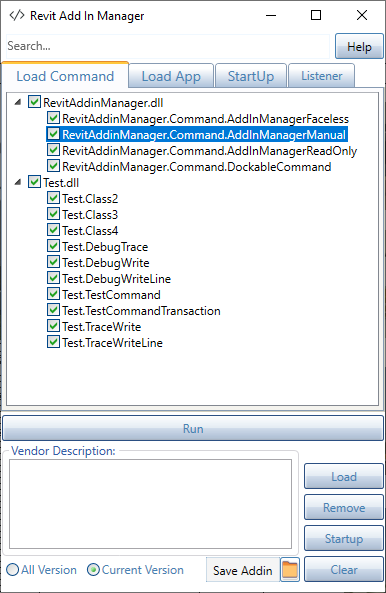 Revit Add In Manager
Search...
Help
Load Command
Load App
StartUp
Listener
RevitAddinManager.dll
RevitAddinManager.Command.AddInManagerFaceless
RevitAddinManager.Command.AddInManagerManual
RevitAddinManager.Command.AddInManagerReadOnly
RevitAddinManager.Command.DockableCommand
Test.dll
Test.Class2
Test.Class3
Test.Class4
Test.DebugTrace
Test.DebugWrite
Test.DebugWriteLine
Test.TestCommand
Test.TestCommandTransaction
Test.TraceWrite
Test.TraceWriteLine
Run
Vendor Description:
Load
Remove
Startup
All Version
Current Version
Save Addin
Clear